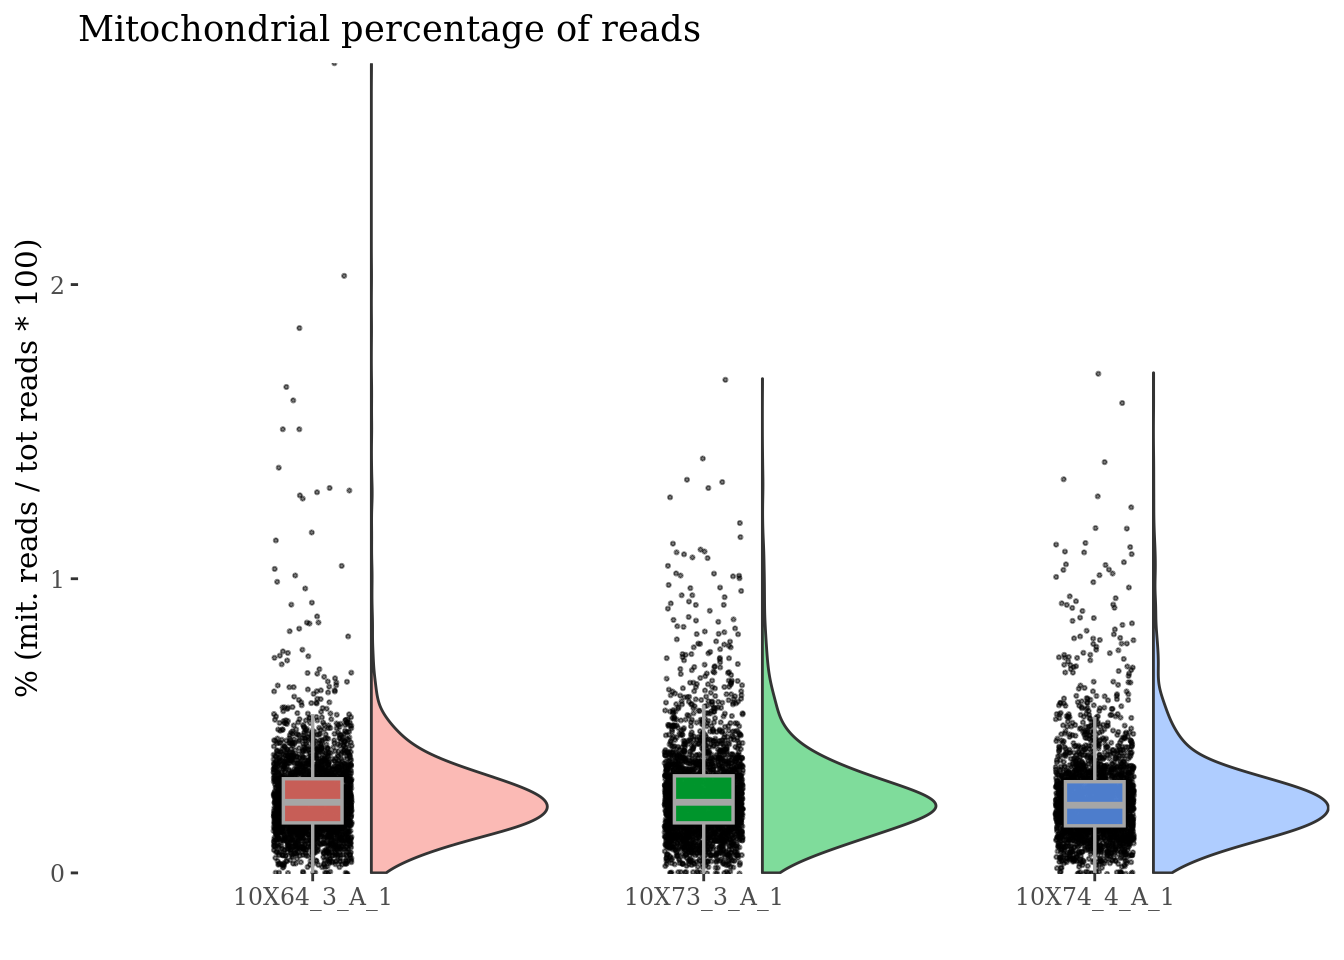 Mitochondrial percentage of reads
% (mit. reads / tot reads * 100)
2
1
0
10X64_3_A_1
10X73_3_A_1
10X74_4_A_1